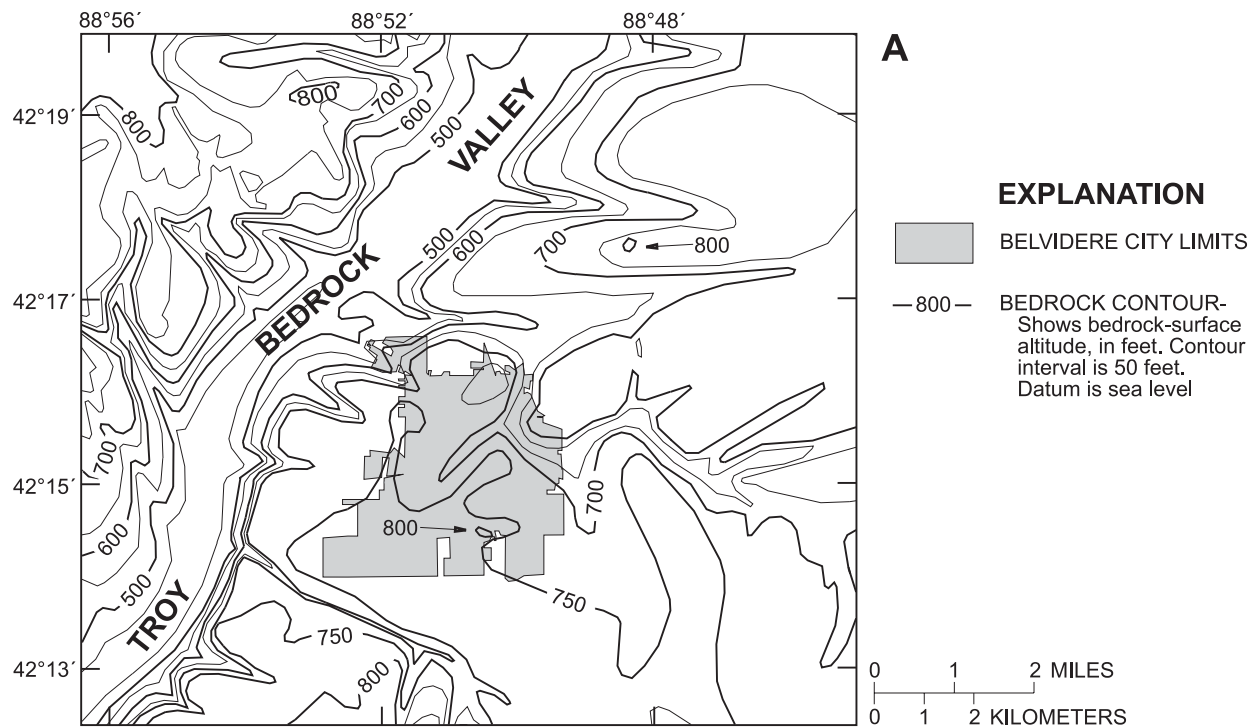 88°56´ 88°52´ 88°48´
A
42°19´
42°17´
42°15´
42°13´
800
800
700
600
500
VALLEY
500
600
700
800
BEDROCK
700
600
500
TROY
800
700
750
750
800
EXPLANATION
BELVIDERE CITY LIMITS
800 BEDROCK CONTOUR-
Shows bedrock-surface
altitude, in feet. Contour
interval is 50 feet.
Datum is sea level
0 1 2 MILES
0 1 2 KILOMETERS